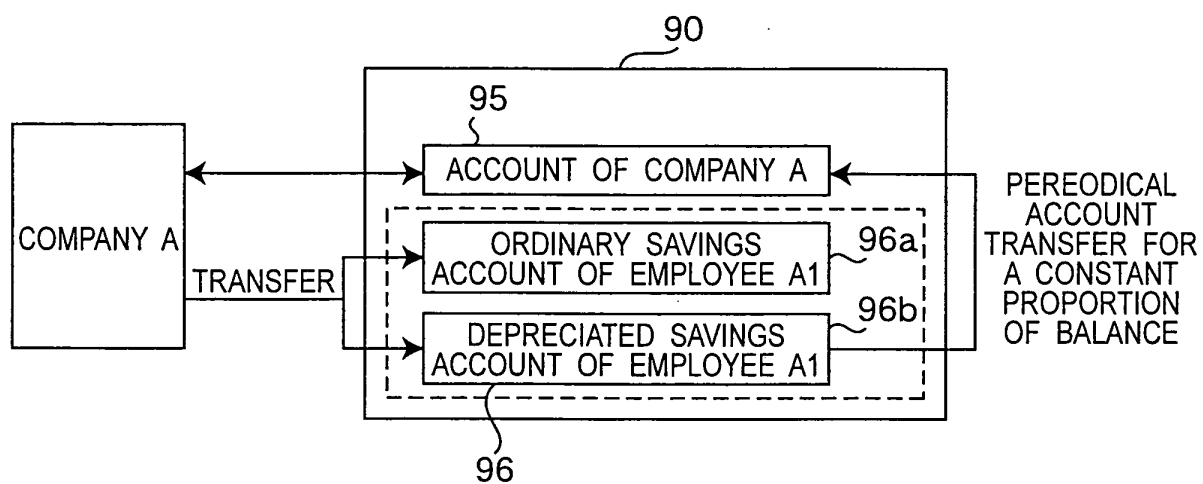 90
95
ACCOUNT OF COMPANY A
COMPANY A
TRANSFER
ORDINARY SAVINGS
ACCOUNT OF EMPLOYEE A1
96a
DEPRECIATED SAVINGS
ACCOUNT OF EMPLOYEE A1
96b
96
PEREODICAL
ACCOUNT
TRANSFER FOR
A CONSTANT
PROPORTION
OF BALANCE